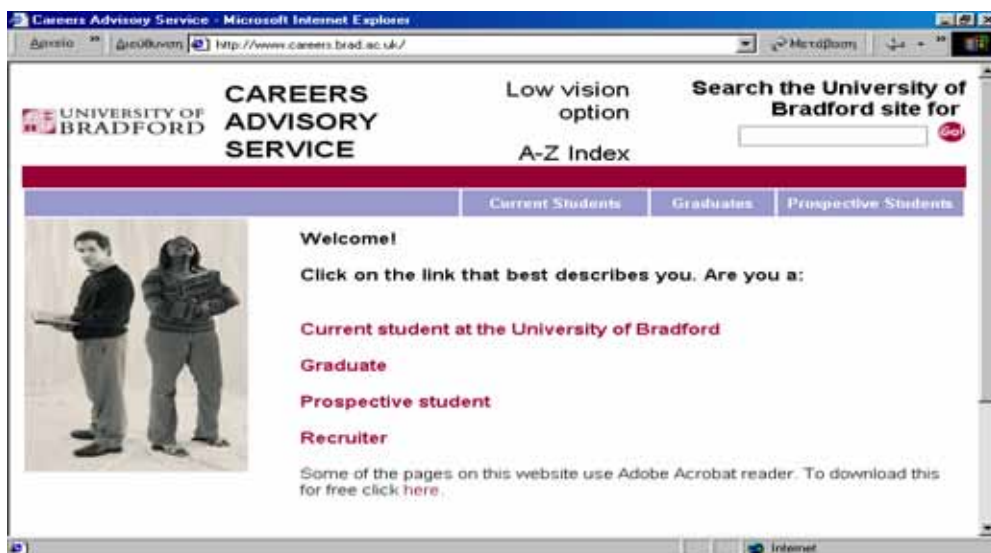 Careers Advisory Service - Microsoft Internet Explorer
Αρχείο » Διεύθυνση http://www.careers.brad.ac.uk/ Μετάβαση »
UNIVERSITY OF
BRADFORD
CAREERS
ADVISORY
SERVICE
Low vision
option
A-Z Index
Search the University of
Bradford site for
Go!
Current Students Graduates Prospective Students
Welcome!
Click on the link that best describes you. Are you a:
Current student at the University of Bradford
Graduate
Prospective student
Recruiter
Some of the pages on this website use Adobe Acrobat reader. To download this
for free click here.
Internet